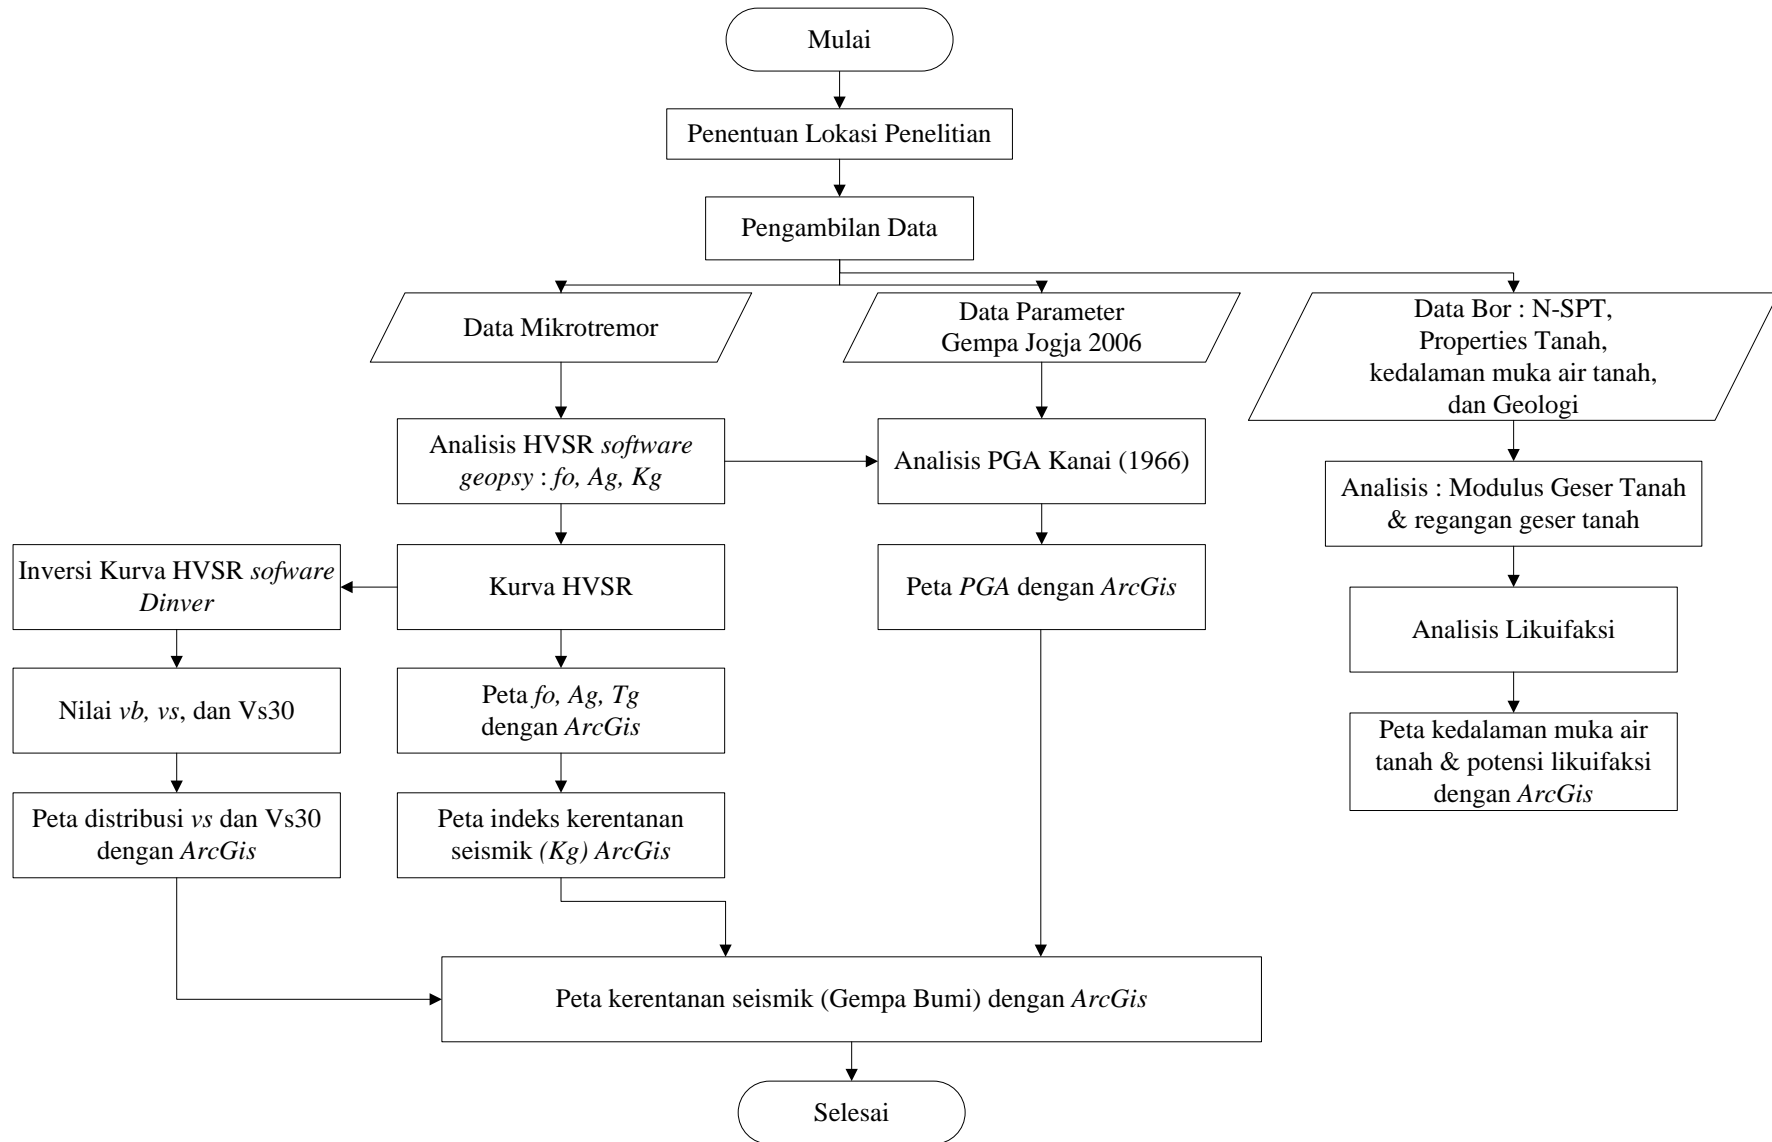 Mulai
Penentuan Lokasi Penelitian
Pengambilan Data
Data Mikrotremor
Data Parameter
Gempa Jogja 2006
Data Bor : N-SPT,
Properties Tanah,
kedalaman muka air tanah,
dan Geologi
Analisis HVSR software
geopsy : fo, Ag, Kg
Analisis PGA Kanai (1966)
Analisis : Modulus Geser Tanah
& regangan geser tanah
Inversi Kurva HVSR sofware
Dinver
Kurva HVSR
Peta PGA dengan ArcGis
Analisis Likuifaksi
Nilai vb, vs, dan Vs30
Peta fo, Ag, Tg
dengan ArcGis
Peta kedalaman muka air
tanah & potensi likuifaksi
dengan ArcGis
Peta distribusi vs dan Vs30
dengan ArcGis
Peta indeks kerentanan
seismik (Kg) ArcGis
Peta kerentanan seismik (Gempa Bumi) dengan ArcGis
Selesai